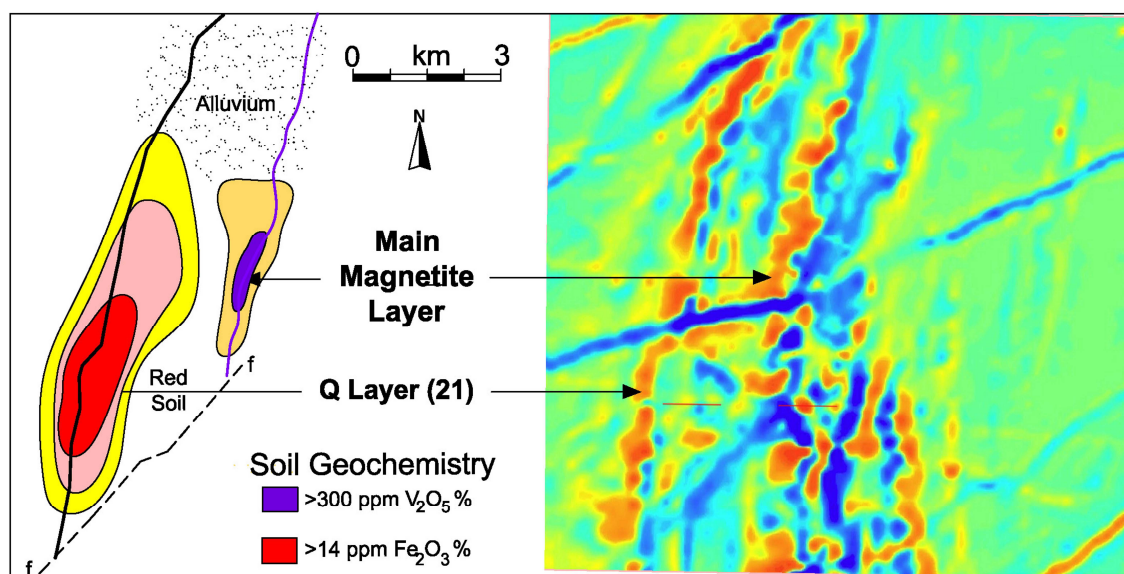 0 km 3
Alluvium
N
Main
Magnetite
Layer
f
Red
Soil
Q Layer (21)
Soil Geochemistry
>300 ppm V₂O₅%
>14 ppm Fe₂O₃%
f